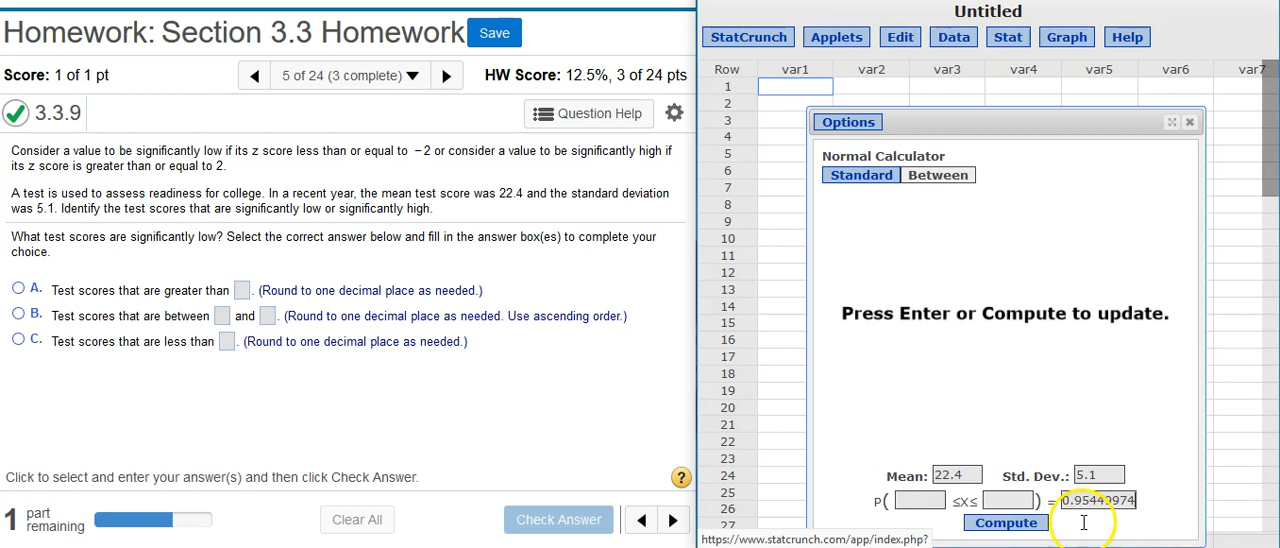 Homework: Section 3.3 Homework Save
Score: 1 of 1 pt 5 of 24 (3 complete) HW Score: 12.5%, 3 of 24 pts
3.3.9 Question Help
Consider a value to be significantly low if its z score less than or equal to −2 or consider a value to be significantly high if
its z score is greater than or equal to 2.
A test is used to assess readiness for college. In a recent year, the mean test score was 22.4 and the standard deviation
was 5.1. Identify the test scores that are significantly low or significantly high.
What test scores are significantly low? Select the correct answer below and fill in the answer box(es) to complete your
choice.
A. Test scores that are greater than . (Round to one decimal place as needed.)
B. Test scores that are between and . (Round to one decimal place as needed. Use ascending order.)
C. Test scores that are less than . (Round to one decimal place as needed.)
Click to select and enter your answer(s) and then click Check Answer. ?
1 part remaining Clear All Check Answer
Untitled
StatCrunch Applets Edit Data Stat Graph Help
Row var1 var2 var3 var4 var5 var6 var7
1
2
3
4
5
6
7
8
9
10
11
12
13
14
15
16
17
18
19
20
21
22
23
24
25
26
27
Options
Normal Calculator
Standard Between
Press Enter or Compute to update.
Mean: 22.4 Std. Dev.: 5.1
P( ≤X≤ ) = 0.95449974
Compute
https://www.statcrunch.com/app/index.php?